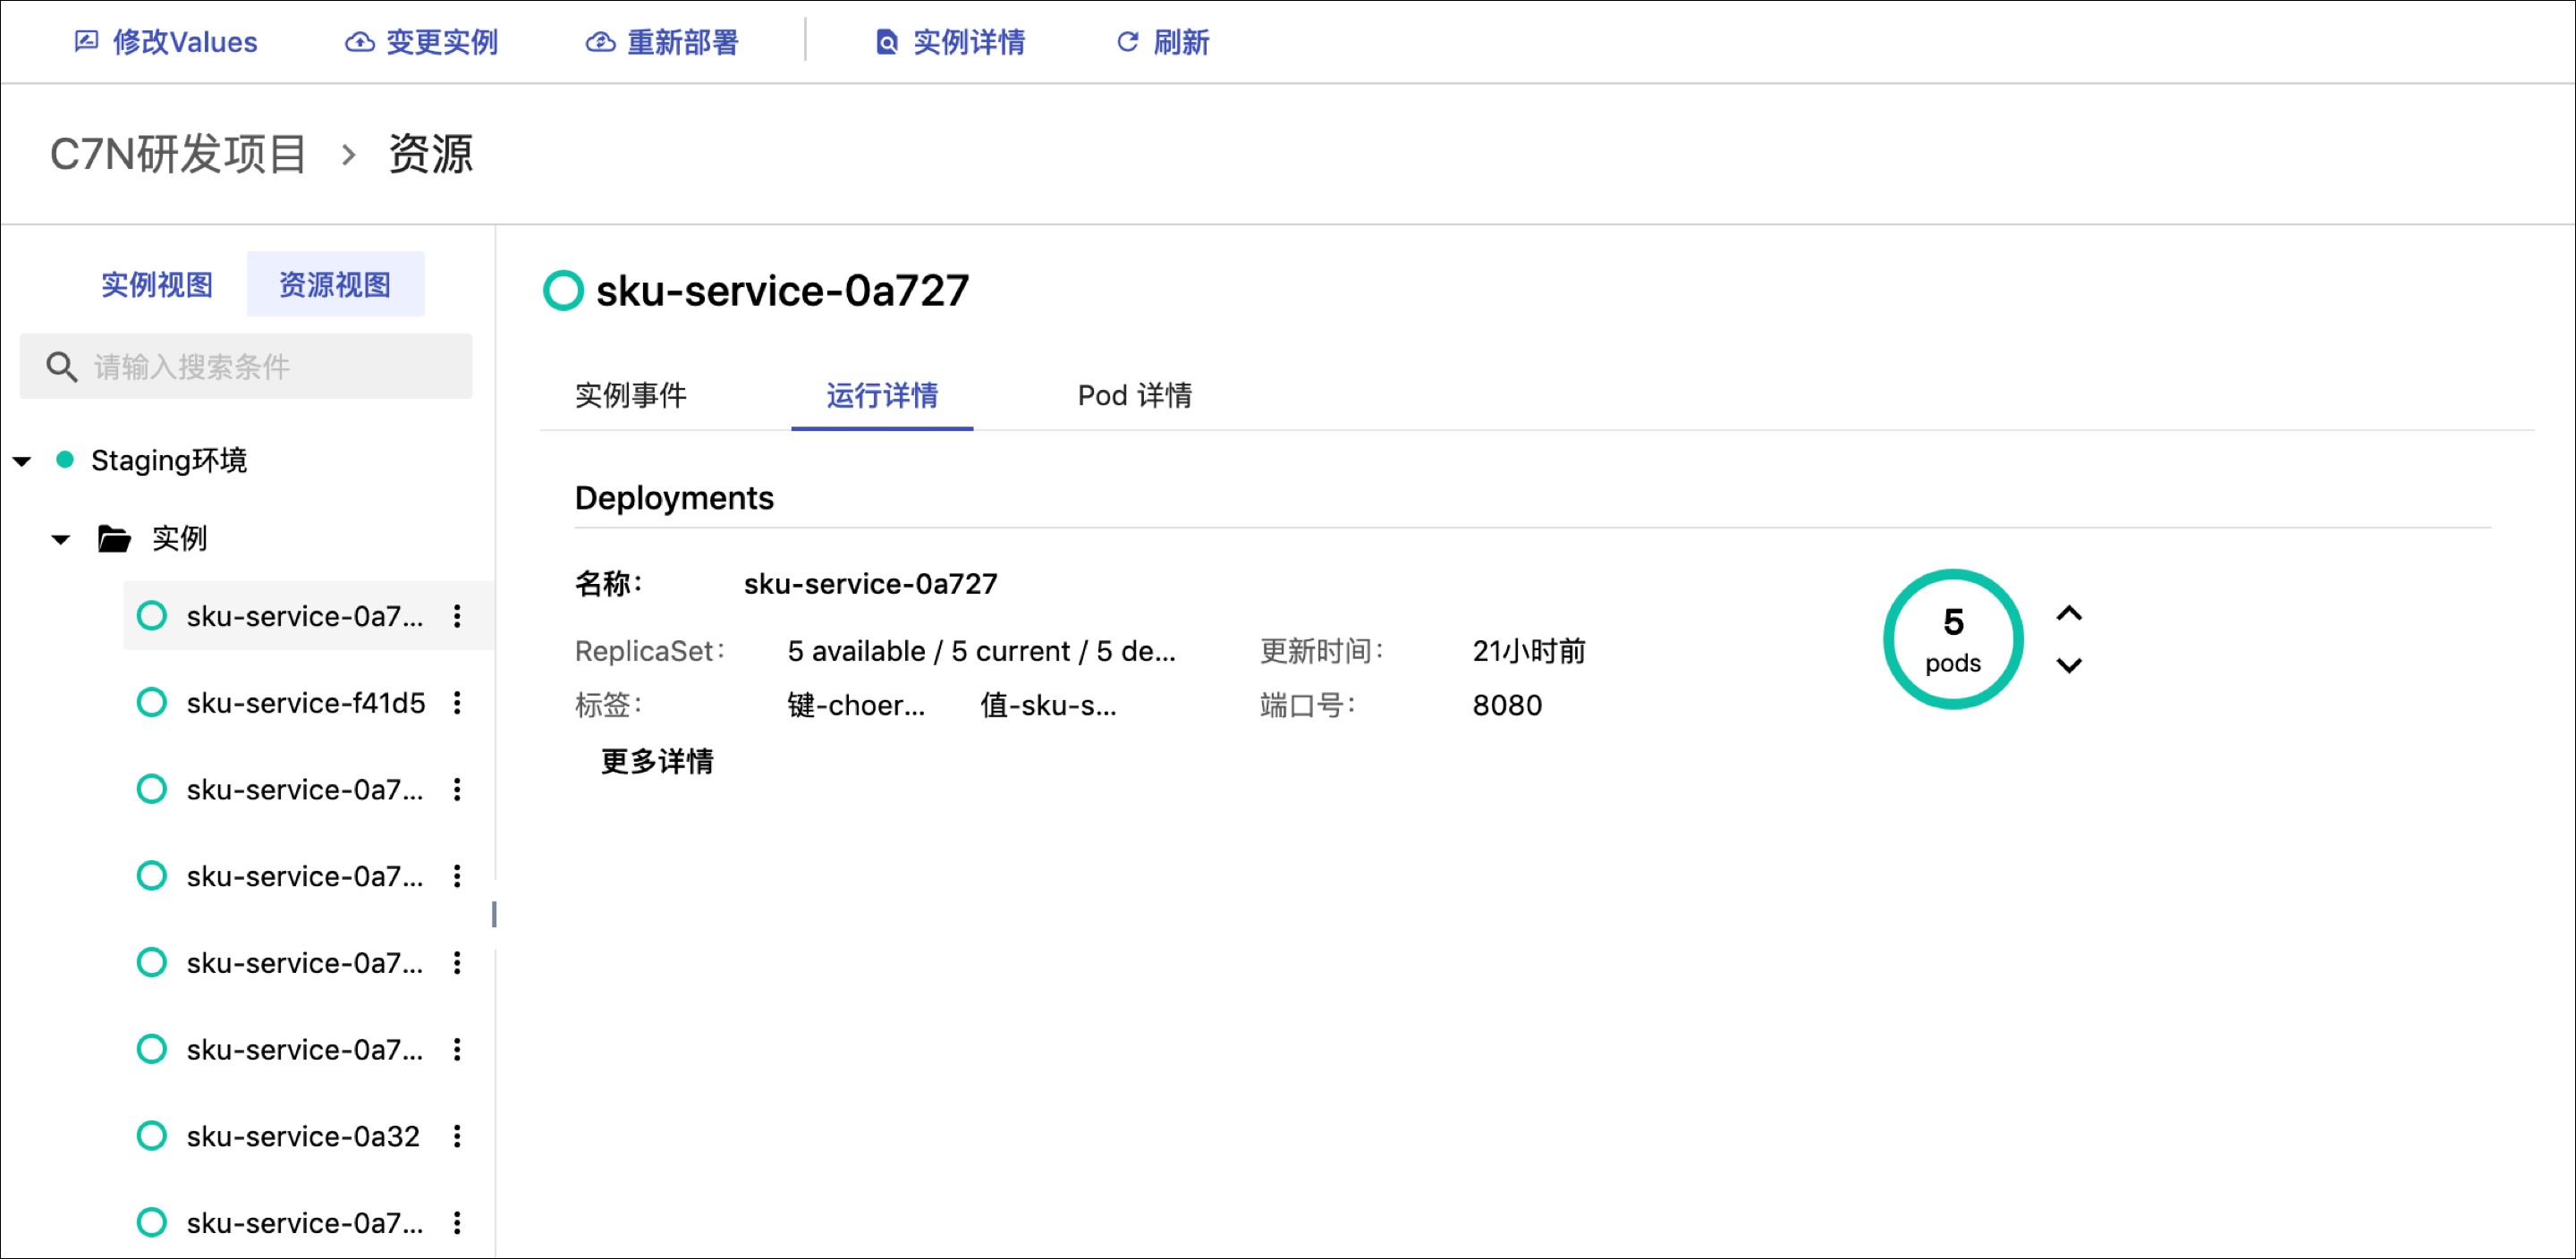 修改Values 变更实例 重新部署 实例详情 刷新
C7N研发项目 › 资源
实例视图 资源视图
请输入搜索条件
Staging环境
实例
sku-service-0a7...
sku-service-f41d5
sku-service-0a7...
sku-service-0a7...
sku-service-0a7...
sku-service-0a7...
sku-service-0a32
sku-service-0a7...
sku-service-0a727
实例事件 运行详情 Pod 详情
Deployments
名称: sku-service-0a727
ReplicaSet: 5 available / 5 current / 5 de... 更新时间: 21小时前
标签: 键-choer... 值-sku-s... 端口号: 8080
更多详情
5
pods